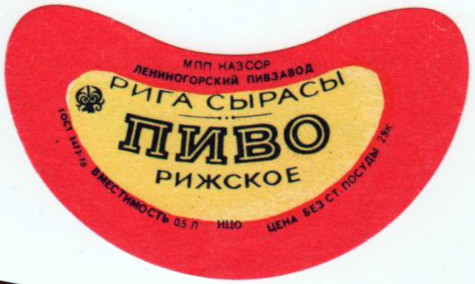 МПП КАЗССР
ЛЕНИНОГОРСКИЙ ПИВЗАВОД
РИГА СЫРАСЫ
ПИВО
РИЖСКОЕ
ГОСТ 3473-78
ВМЕСТИМОСТЬ 0,5 Л
НЦО
ЦЕНА БЕЗ СТ. ПОСУДЫ 29К